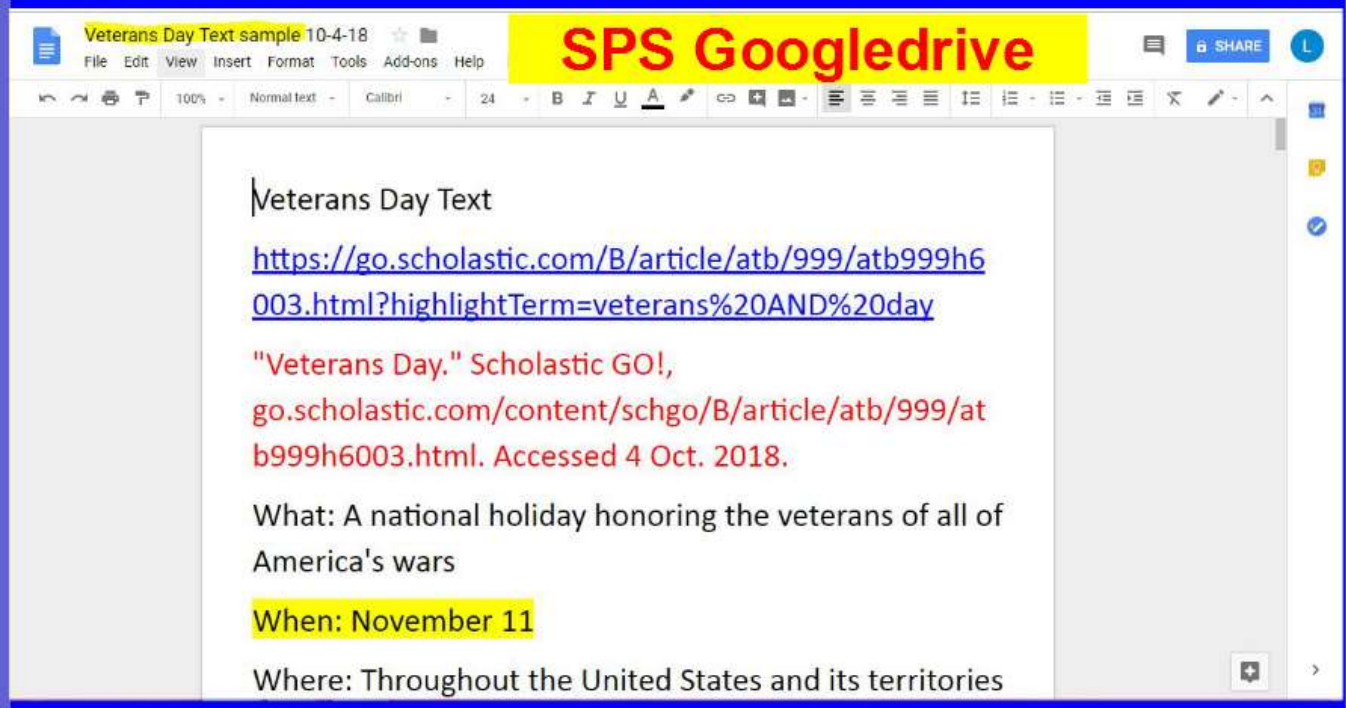 Veterans Day Text sample 10-4-18
SPS Googledrive
SHARE
L
File Edit View Insert Format Tools Add-ons Help
100% Normal text Calibri 24 B I U A
Veterans Day Text
https://go.scholastic.com/B/article/atb/999/atb999h6
003.html?highlightTerm=veterans%20AND%20day
"Veterans Day." Scholastic GO!,
go.scholastic.com/content/schgo/B/article/atb/999/at
b999h6003.html. Accessed 4 Oct. 2018.
What: A national holiday honoring the veterans of all of
America's wars
When: November 11
Where: Throughout the United States and its territories